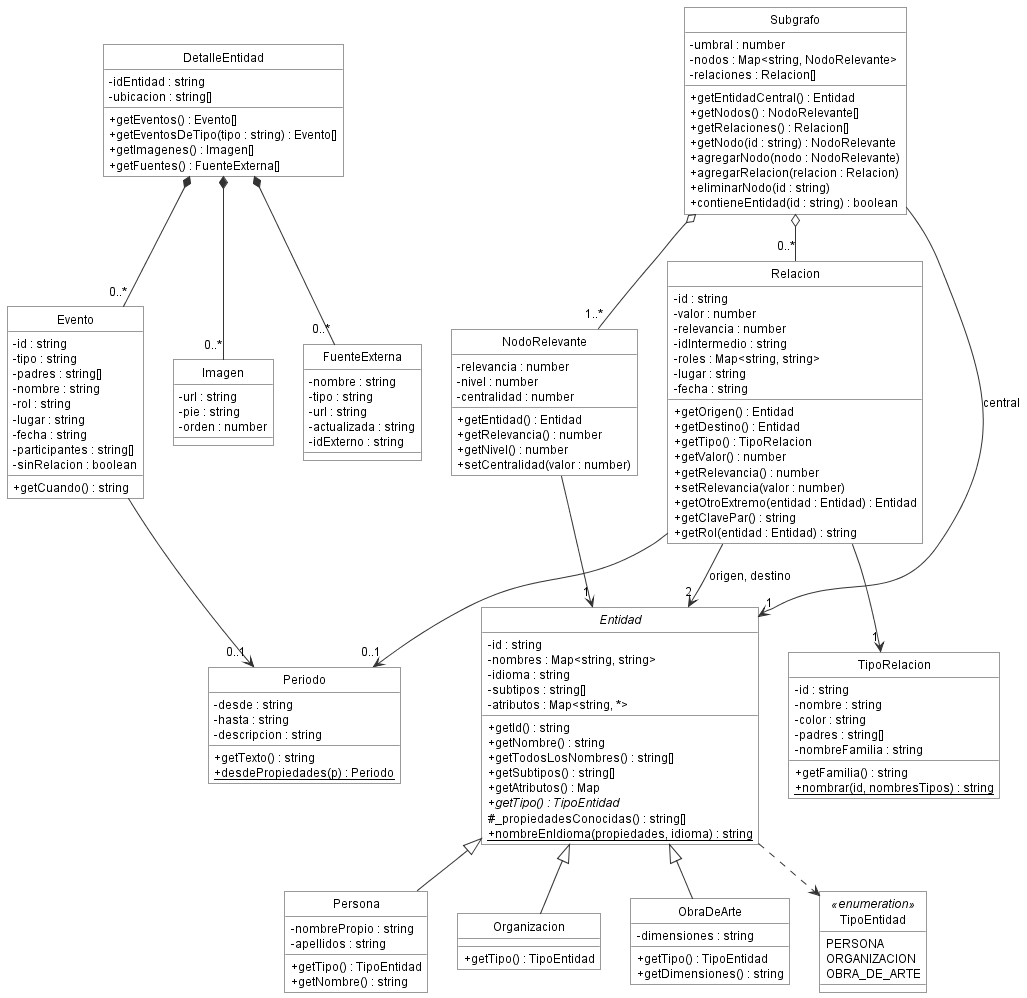 DetalleEntidad
-idEntidad : string
-ubicacion : string[]
+getEventos() : Evento[]
+getEventosDeTipo(tipo : string) : Evento[]
+getImagenes() : Imagen[]
+getFuentes() : FuenteExterna[]
Subgrafo
-umbral : number
-nodos : Map<string, NodoRelevante>
-relaciones : Relacion[]
+getEntidadCentral() : Entidad
+getNodos() : NodoRelevante[]
+getRelaciones() : Relacion[]
+getNodo(id : string) : NodoRelevante
+agregarNodo(nodo : NodoRelevante)
+agregarRelacion(relacion : Relacion)
+eliminarNodo(id : string)
+contieneEntidad(id : string) : boolean
0..*
0..*
0..*
1..*
0..*
central
Evento
-id : string
-tipo : string
-padres : string[]
-nombre : string
-rol : string
-lugar : string
-fecha : string
-participantes : string[]
-sinRelacion : boolean
+getCuando() : string
Imagen
-url : string
-pie : string
-orden : number
FuenteExterna
-nombre : string
-tipo : string
-url : string
-actualizada : string
-idExterno : string
NodoRelevante
-relevancia : number
-nivel : number
-centralidad : number
+getEntidad() : Entidad
+getRelevancia() : number
+getNivel() : number
+setCentralidad(valor : number)
Relacion
-id : string
-valor : number
-relevancia : number
-idIntermedio : string
-roles : Map<string, string>
-lugar : string
-fecha : string
+getOrigen() : Entidad
+getDestino() : Entidad
+getTipo() : TipoRelacion
+getValor() : number
+getRelevancia() : number
+setRelevancia(valor : number)
+getOtroExtremo(entidad : Entidad) : Entidad
+getClavePar() : string
+getRol(entidad : Entidad) : string
origen, destino
0..1
0..1
1
2
1
1
Periodo
-desde : string
-hasta : string
-descripcion : string
+getTexto() : string
+desdePropiedades(p) : Periodo
Entidad
-id : string
-nombres : Map<string, string>
-idioma : string
-subtipos : string[]
-atributos : Map<string, *>
+getId() : string
+getNombre() : string
+getTodosLosNombres() : string[]
+getSubtipos() : string[]
+getAtributos() : Map
+getTipo() : TipoEntidad
#_propiedadesConocidas() : string[]
+nombreEnIdioma(propiedades, idioma) : string
TipoRelacion
-id : string
-nombre : string
-color : string
-padres : string[]
-nombreFamilia : string
+getFamilia() : string
+nombrar(id, nombresTipos) : string
Persona
-nombrePropio : string
-apellidos : string
+getTipo() : TipoEntidad
+getNombre() : string
Organizacion
+getTipo() : TipoEntidad
ObraDeArte
-dimensiones : string
+getTipo() : TipoEntidad
+getDimensiones() : string
«enumeration»
TipoEntidad
PERSONA
ORGANIZACION
OBRA_DE_ARTE